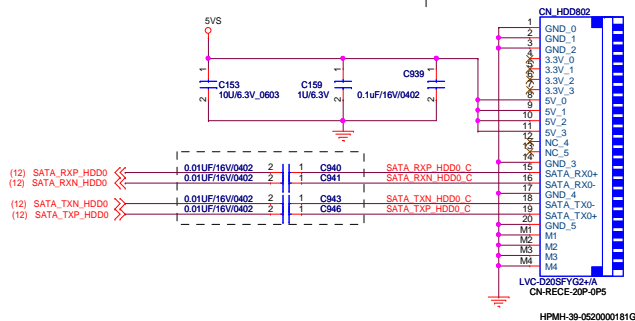 CN_HDD802
5VS
1 GND_0
2 GND_1
3 GND_2
4 3.3V_0
5 3.3V_1
6 3.3V_2
7 3.3V_3
8 5V_0
9 5V_1
10 5V_2
11 5V_3
12 NC_4
13 NC_5
14 GND_3
15 SATA_RX0+
16 SATA_RX0-
17 GND_4
18 SATA_TX0-
19 SATA_TX0+
20 GND_5
M1 M1
M2 M2
M3 M3
M4 M4
1 C153 2
10U/6.3V_0603
1 C159 2
1U/6.3V
1 C939 2
0.1uF/16V/0402
(12) SATA_RXP_HDD0 0.01UF/16V/0402 2 1 C940 SATA_RXP_HDD0_C
(12) SATA_RXN_HDD0 0.01UF/16V/0402 2 1 C941 SATA_RXN_HDD0_C
(12) SATA_TXN_HDD0 0.01UF/16V/0402 2 1 C943 SATA_TXN_HDD0_C
(12) SATA_TXP_HDD0 0.01UF/16V/0402 2 1 C946 SATA_TXP_HDD0_C
LVC-D20SFYG2+/A
CN-RECE-20P-0P5
HPMH-39-0520000181G